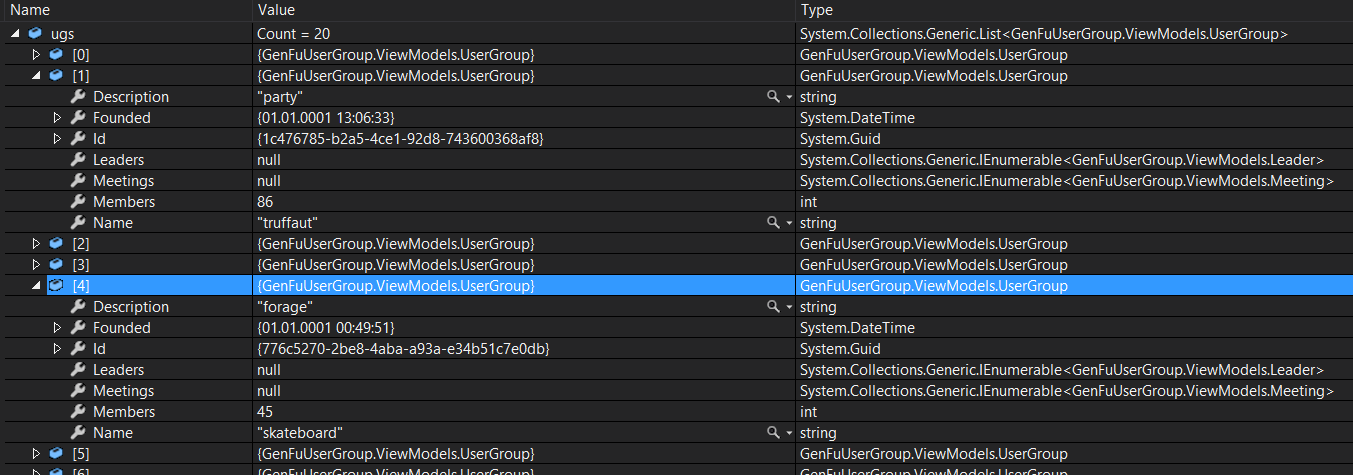 Name Value Type
ugs Count = 20 System.Collections.Generic.List<GenFuUserGroup.ViewModels.UserGroup>
[0] {GenFuUserGroup.ViewModels.UserGroup} GenFuUserGroup.ViewModels.UserGroup
[1] {GenFuUserGroup.ViewModels.UserGroup} GenFuUserGroup.ViewModels.UserGroup
Description "party" string
Founded {01.01.0001 13:06:33} System.DateTime
Id {1c476785-b2a5-4ce1-92d8-743600368af8} System.Guid
Leaders null System.Collections.Generic.IEnumerable<GenFuUserGroup.ViewModels.Leader>
Meetings null System.Collections.Generic.IEnumerable<GenFuUserGroup.ViewModels.Meeting>
Members 86 int
Name "truffaut" string
[2] {GenFuUserGroup.ViewModels.UserGroup} GenFuUserGroup.ViewModels.UserGroup
[3] {GenFuUserGroup.ViewModels.UserGroup} GenFuUserGroup.ViewModels.UserGroup
[4] {GenFuUserGroup.ViewModels.UserGroup} GenFuUserGroup.ViewModels.UserGroup
Description "forage" string
Founded {01.01.0001 00:49:51} System.DateTime
Id {776c5270-2be8-4aba-a93a-e34b51c7e0db} System.Guid
Leaders null System.Collections.Generic.IEnumerable<GenFuUserGroup.ViewModels.Leader>
Meetings null System.Collections.Generic.IEnumerable<GenFuUserGroup.ViewModels.Meeting>
Members 45 int
Name "skateboard" string
[5] {GenFuUserGroup.ViewModels.UserGroup} GenFuUserGroup.ViewModels.UserGroup
[6] {GenFuUserGroup.ViewModels.UserGroup} GenFuUserGroup.ViewModels.UserGroup